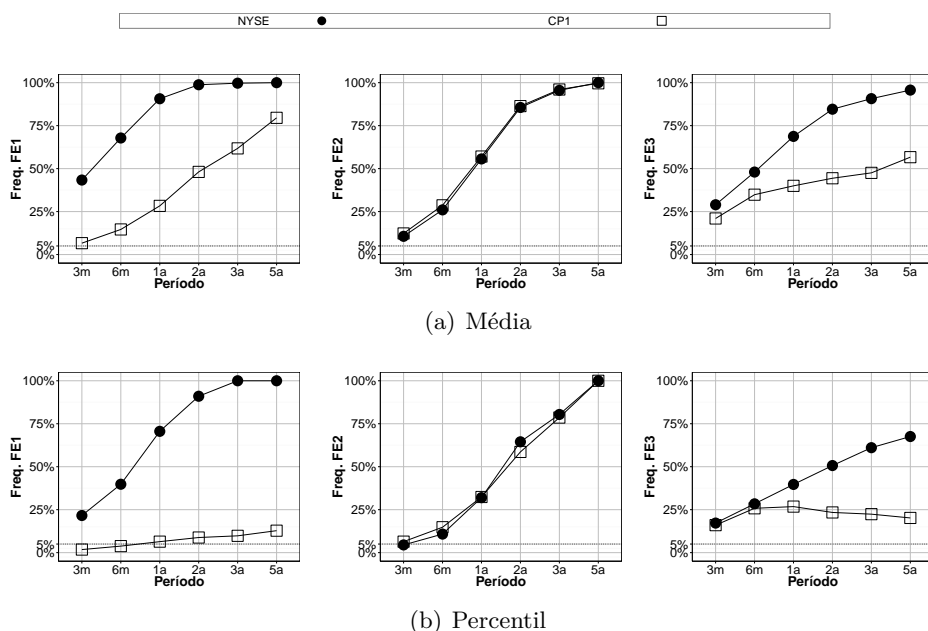 NYSE CP1
Freq. FE1
100%
75%
50%
25%
5%
0%
3m 6m 1a 2a 3a 5a
Período
Freq. FE2
100%
75%
50%
25%
5%
0%
3m 6m 1a 2a 3a 5a
Período
Freq. FE3
100%
75%
50%
25%
5%
0%
3m 6m 1a 2a 3a 5a
Período
(a) Média
Freq. FE1
100%
75%
50%
25%
5%
0%
3m 6m 1a 2a 3a 5a
Período
Freq. FE2
100%
75%
50%
25%
5%
0%
3m 6m 1a 2a 3a 5a
Período
Freq. FE3
100%
75%
50%
25%
5%
0%
3m 6m 1a 2a 3a 5a
Período
(b) Percentil